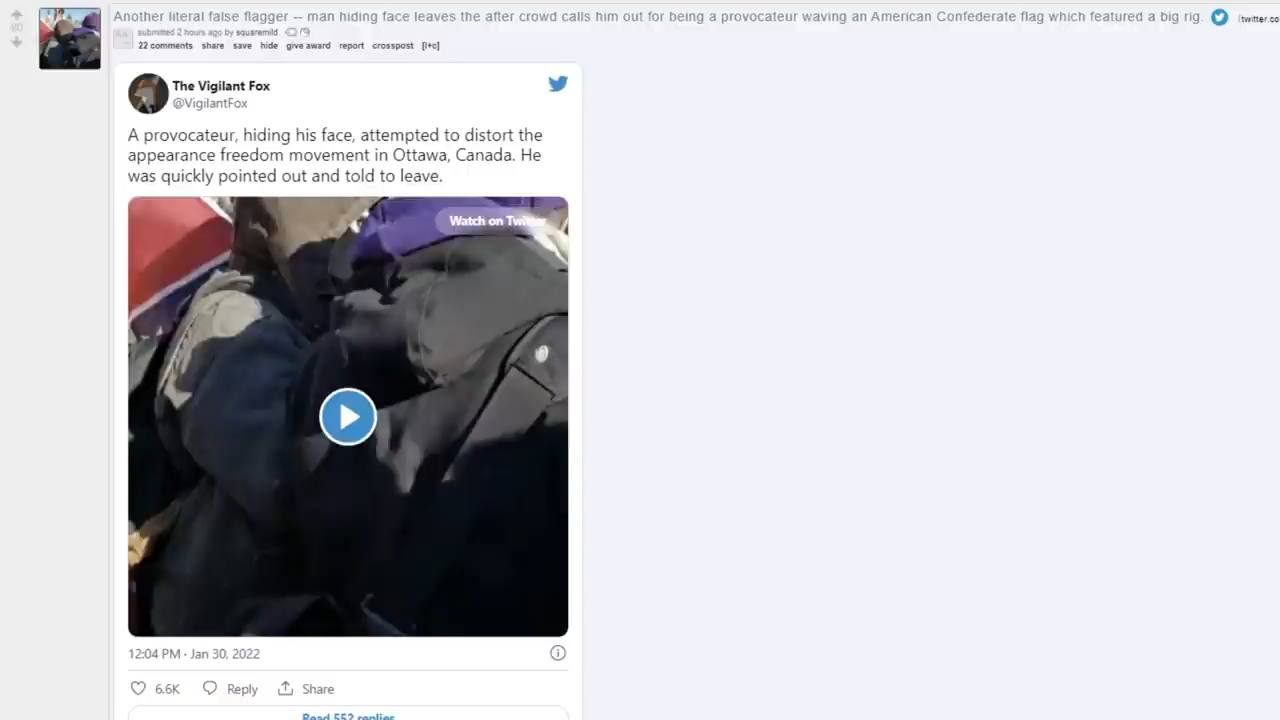 Another literal false flagger -- man hiding face leaves the after crowd calls him out for being a provocateur waving an American Confederate flag which featured a big rig. (twitter.co
80 submitted 2 hours ago by squaremild
22 comments share save hide give award report crosspost [l+c]
The Vigilant Fox
@VigilantFox
A provocateur, hiding his face, attempted to distort the
appearance freedom movement in Ottawa, Canada. He
was quickly pointed out and told to leave.
Watch on Twitter
12:04 PM · Jan 30, 2022
6.6K Reply Share
Read 552 replies